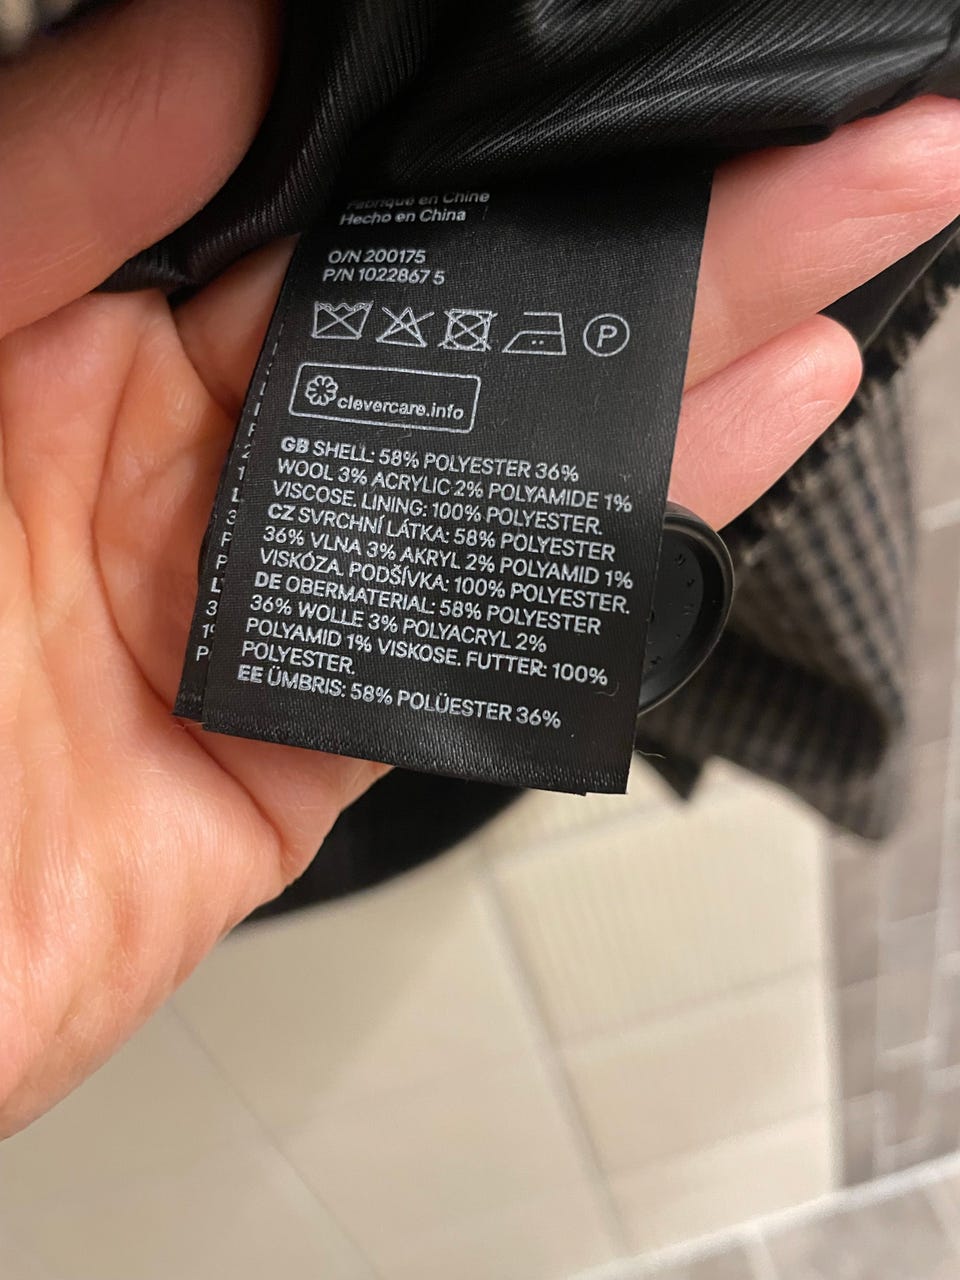 Fabriqué en Chine
Hecho en China
O/N 200175
P/N 1022867 5
P
clevercare.info
GB SHELL: 58% POLYESTER 36%
WOOL 3% ACRYLIC 2% POLYAMIDE 1%
VISCOSE. LINING: 100% POLYESTER.
CZ SVRCHNÍ LÁTKA: 58% POLYESTER
36% VLNA 3% AKRYL 2% POLYAMID 1%
VISKÓZA. PODŠÍVKA: 100% POLYESTER.
DE OBERMATERIAL: 58% POLYESTER
36% WOLLE 3% POLYACRYL 2%
POLYAMID 1% VISKOSE. FUTTER: 100%
POLYESTER.
EE ÜMBRIS: 58% POLÜESTER 36%